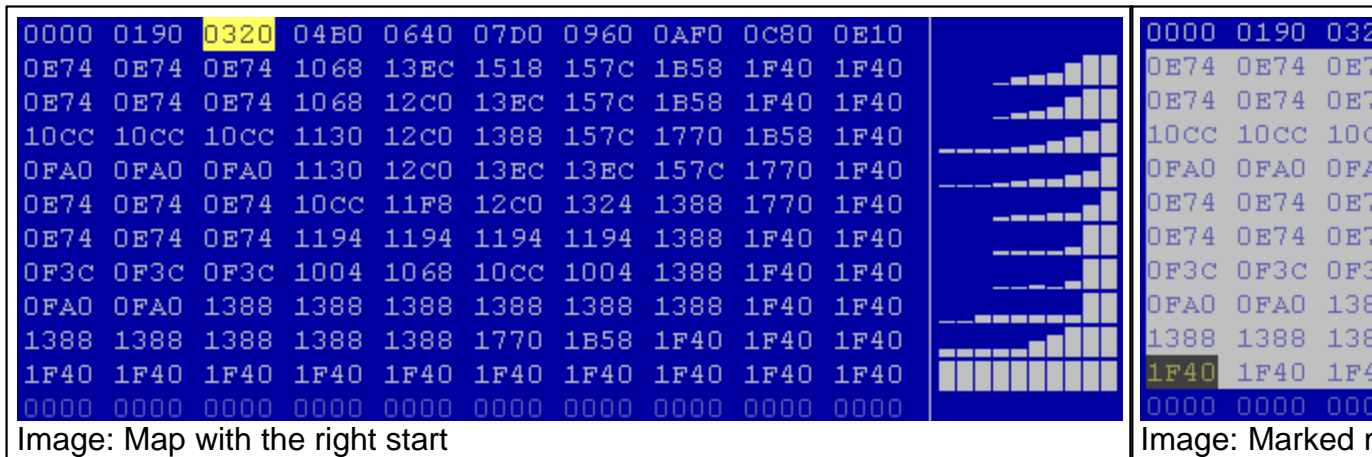 0000 0190 0320 04B0 0640 07D0 0960 0AF0 0C80 0E10
0E74 0E74 0E74 1068 13EC 1518 157C 1B58 1F40 1F40
0E74 0E74 0E74 1068 12C0 13EC 157C 1B58 1F40 1F40
10CC 10CC 10CC 1130 12C0 1388 157C 1770 1B58 1F40
0FA0 0FA0 0FA0 1130 12C0 13EC 13EC 157C 1770 1F40
0E74 0E74 0E74 10CC 11F8 12C0 1324 1388 1770 1F40
0E74 0E74 0E74 1194 1194 1194 1194 1388 1F40 1F40
0F3C 0F3C 0F3C 1004 1068 10CC 1004 1388 1F40 1F40
0FA0 0FA0 1388 1388 1388 1388 1388 1388 1F40 1F40
1388 1388 1388 1388 1388 1770 1B58 1F40 1F40 1F40
1F40 1F40 1F40 1F40 1F40 1F40 1F40 1F40 1F40 1F40
0000 0000 0000 0000 0000 0000 0000 0000 0000 0000
Image: Map with the right start
0000 0190
0E74 0E74
0E74 0E74
10CC 10CC
0FA0 0FA0
0E74 0E74
0E74 0E74
0F3C 0F3C
0FA0 0FA0
1388 1388
1F40 1F40
0000 0000
Image: Marked